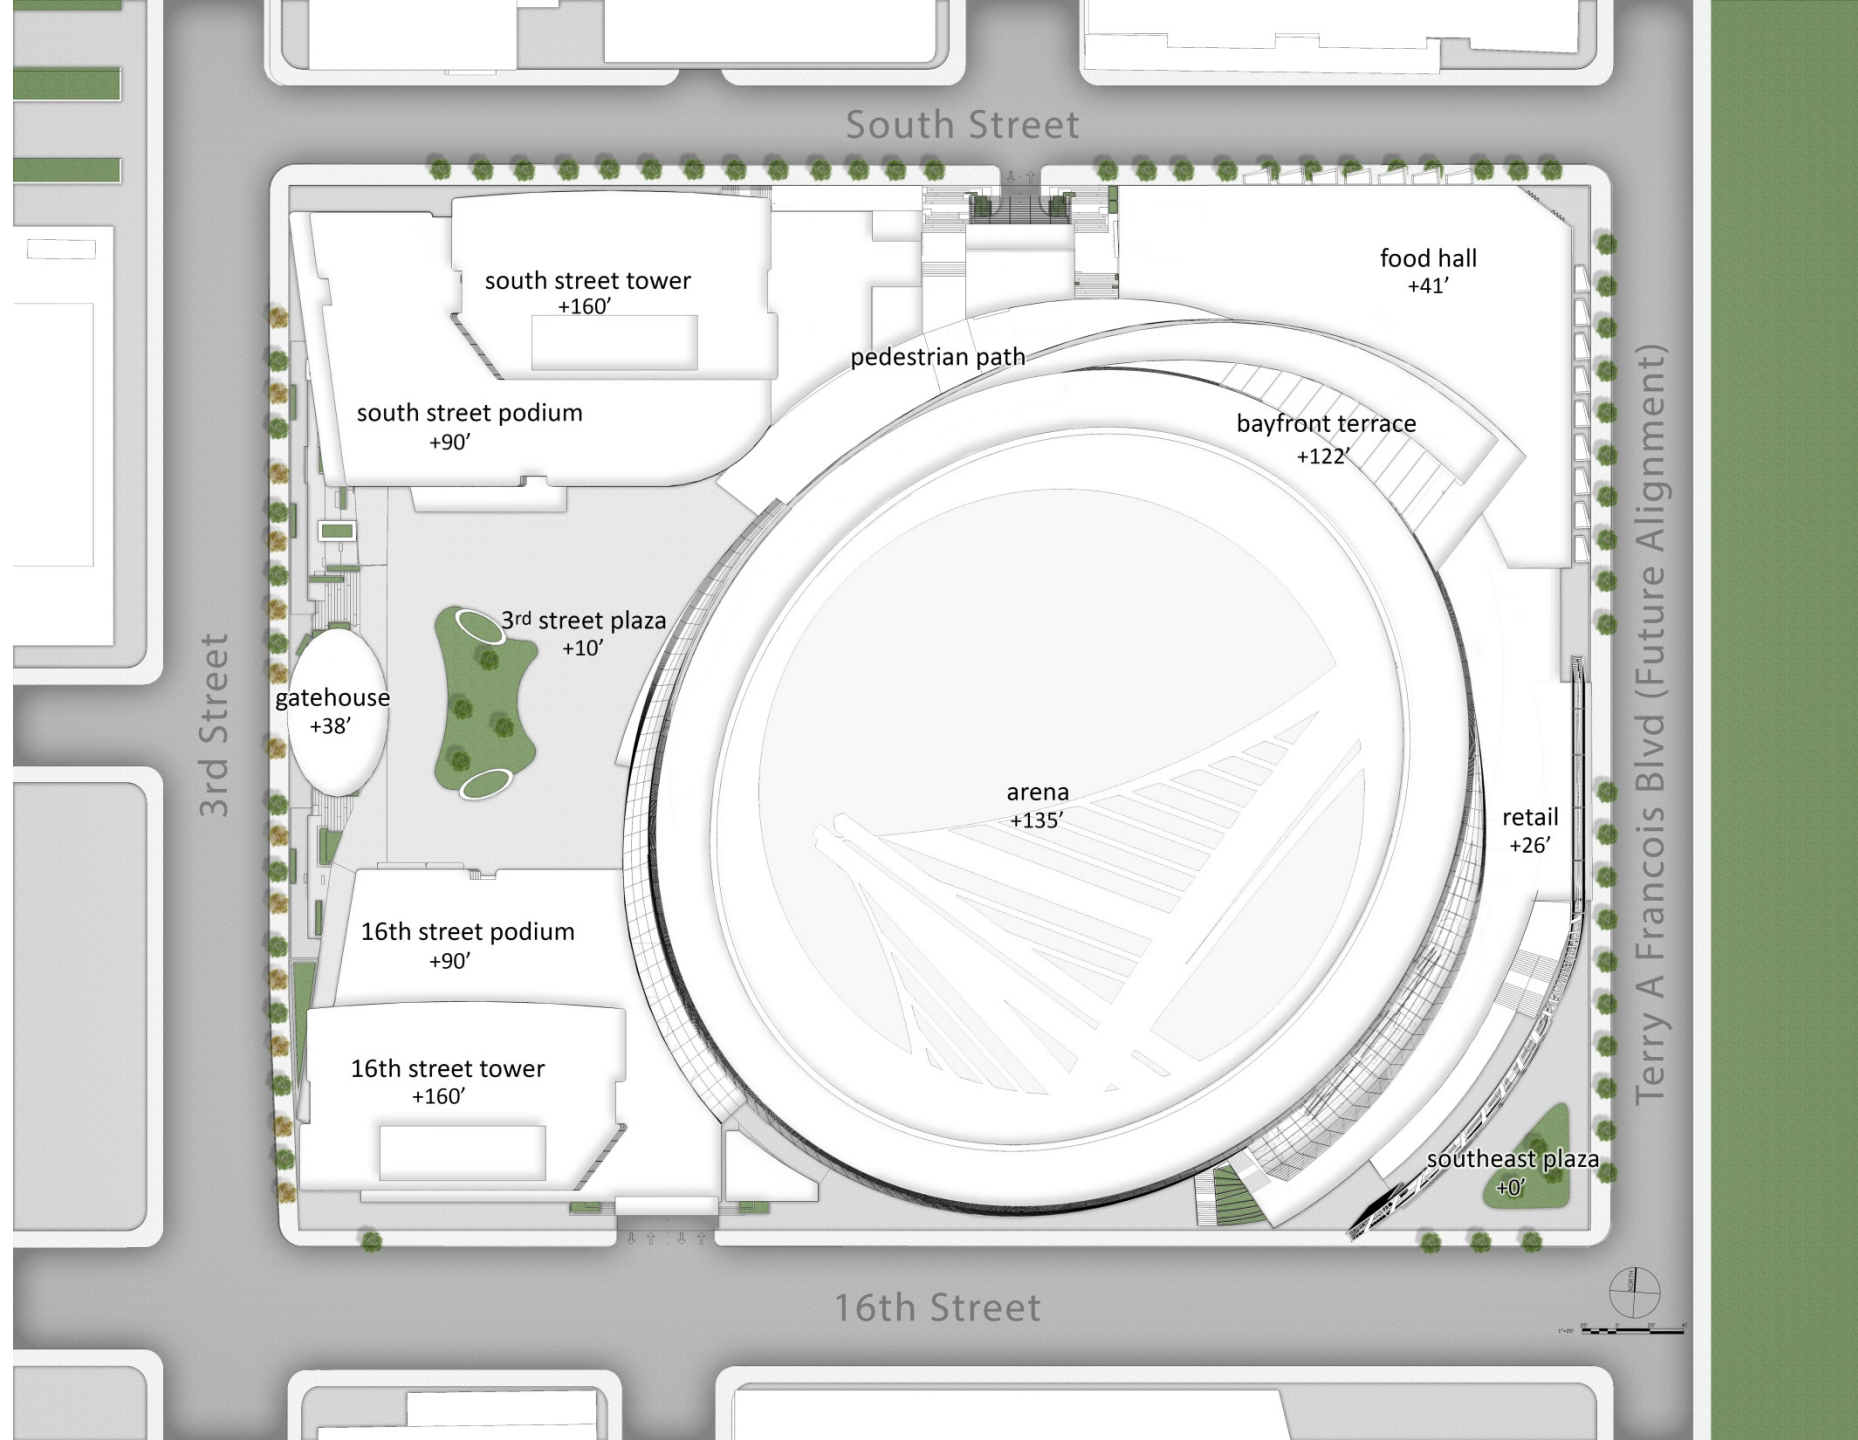 South Street
food hall
+41’
south street tower
+160’
pedestrian path
south street podium
+90’
bayfront terrace
+122’
3rd street plaza
+10’
gatehouse
+38’
3rd Street
Terry A Francois Blvd (Future Alignment)
arena
+135’
retail
+26’
16th street podium
+90’
16th street tower
+160’
southeast plaza
+0’
NORTH
16th Street